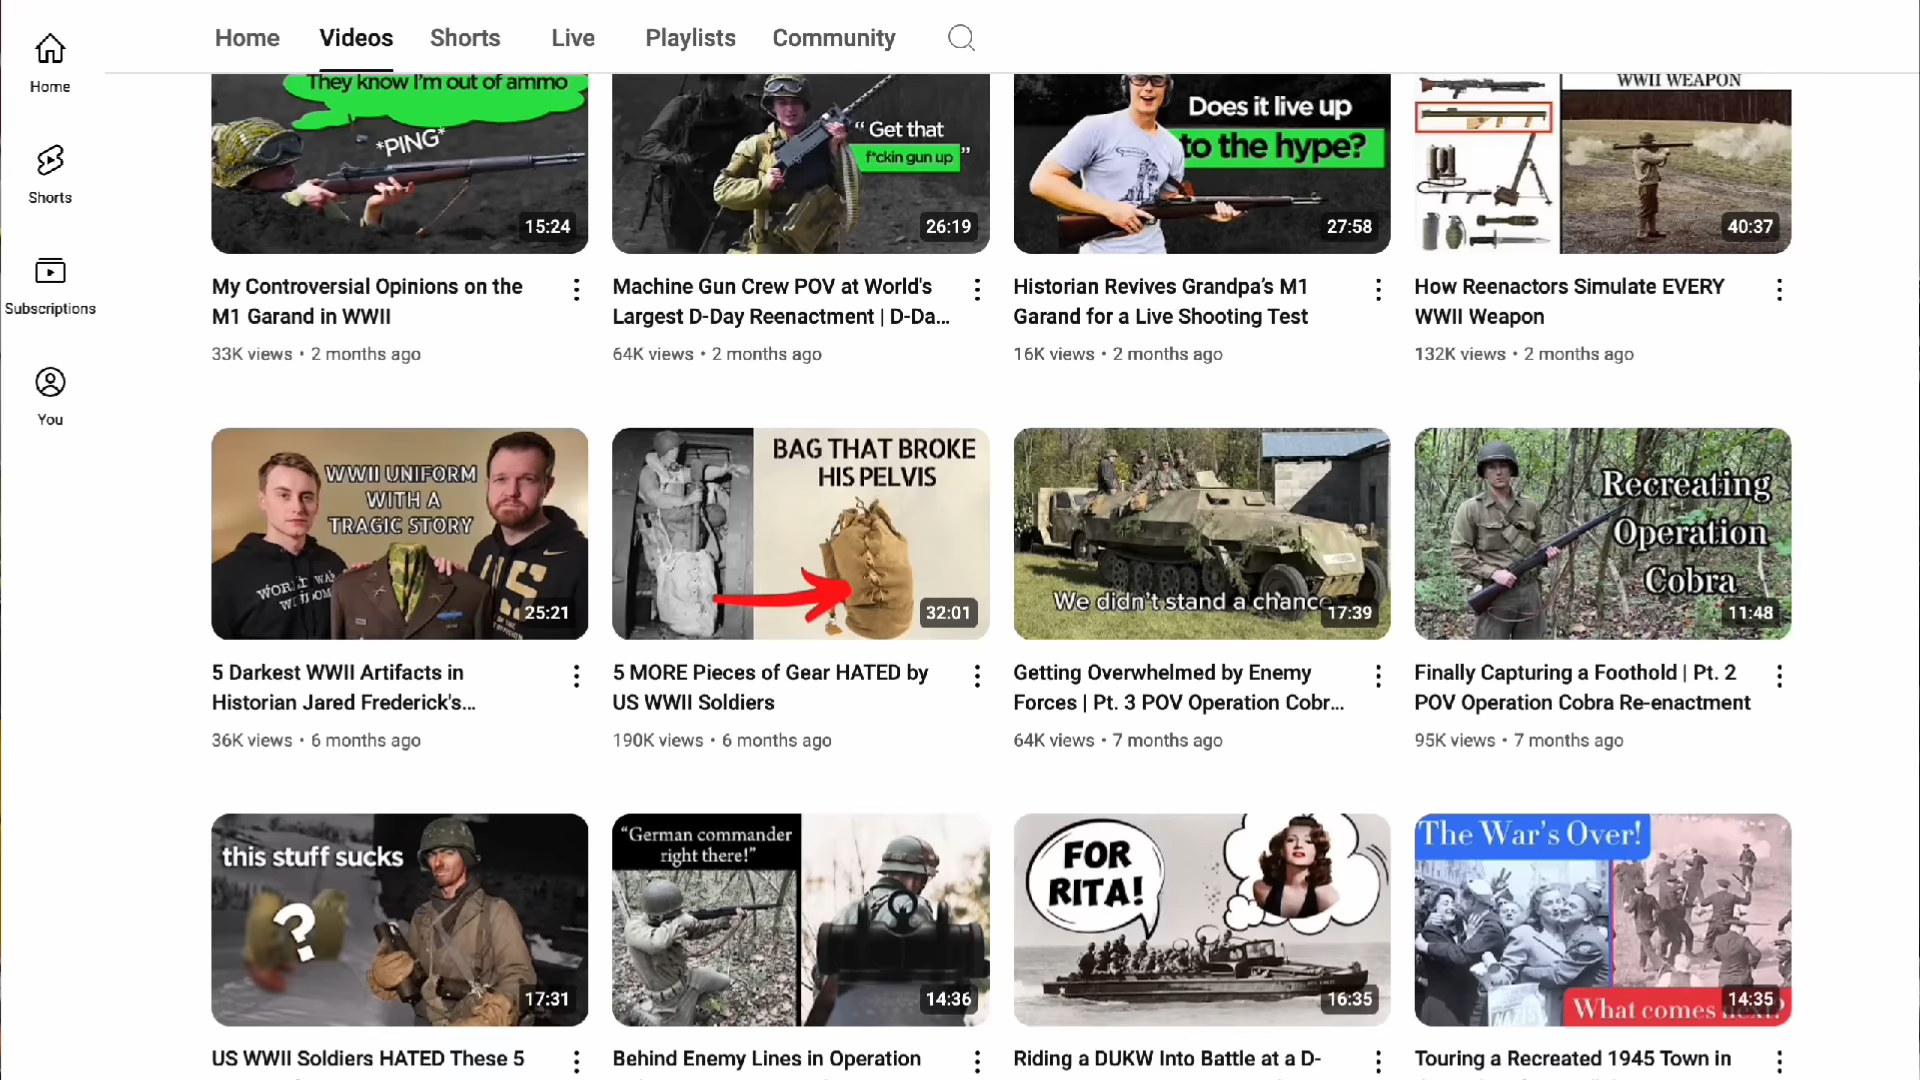 Home Videos Shorts Live Playlists Community
Home
Shorts
Subscriptions
You
They know I'm out of ammo
*PING*
15:24
My Controversial Opinions on the
M1 Garand in WWII
33K views • 2 months ago
“ Get that
f*ckin gun up ”
26:19
Machine Gun Crew POV at World's
Largest D-Day Reenactment | D-Da...
64K views • 2 months ago
Does it live up
to the hype?
27:58
Historian Revives Grandpa’s M1
Garand for a Live Shooting Test
16K views • 2 months ago
WWII WEAPON
40:37
How Reenactors Simulate EVERY
WWII Weapon
132K views • 2 months ago
WWII UNIFORM
WITH A
TRAGIC STORY
25:21
5 Darkest WWII Artifacts in
Historian Jared Frederick's...
36K views • 6 months ago
BAG THAT BROKE
HIS PELVIS
32:01
5 MORE Pieces of Gear HATED by
US WWII Soldiers
190K views • 6 months ago
We didn't stand a chance
17:39
Getting Overwhelmed by Enemy
Forces | Pt. 3 POV Operation Cobr...
64K views • 7 months ago
Recreating
Operation
Cobra
11:48
Finally Capturing a Foothold | Pt. 2
POV Operation Cobra Re-enactment
95K views • 7 months ago
this stuff sucks
?
17:31
US WWII Soldiers HATED These 5
“German commander
right there!”
14:36
Behind Enemy Lines in Operation
FOR
RITA!
16:35
Riding a DUKW Into Battle at a D-
The War's Over!
What comes next?
14:35
Touring a Recreated 1945 Town in